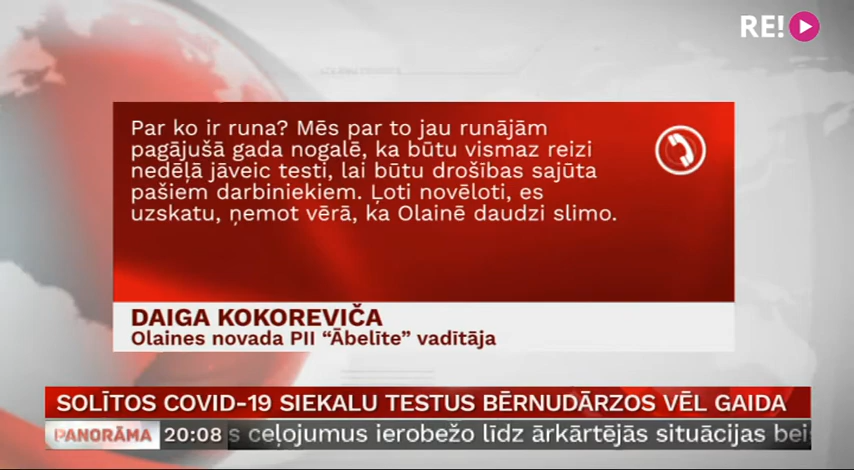 RE!
Par ko ir runa? Mēs par to jau runājām
pagājušā gada nogalē, ka būtu vismaz reizi
nedēļā jāveic testi, lai būtu drošības sajūta
pašiem darbiniekiem. Ļoti novēloti, es
uzskatu, ņemot vērā, ka Olainē daudzi slimo.
DAIGA KOKOREVIČA
Olaines novada PII “Ābelīte” vadītāja
SOLĪTOS COVID-19 SIEKALU TESTUS BĒRNUDĀRZOS VĒL GAIDA
PANORĀMA 20:08 s ceļojumus ierobežo līdz ārkārtējās situācijas bei